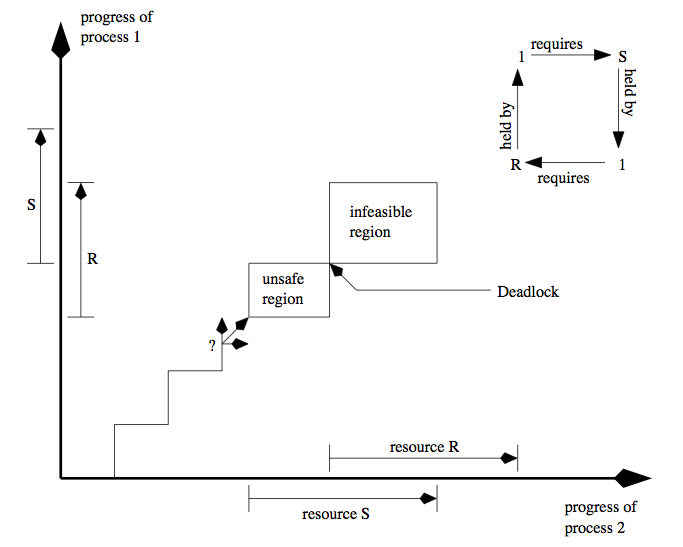 progress of
process 1
requires
1
S
held by
held by
R
1
requires
S
R
infeasible
region
unsafe
region
Deadlock
?
resource R
resource S
progress of
process 2